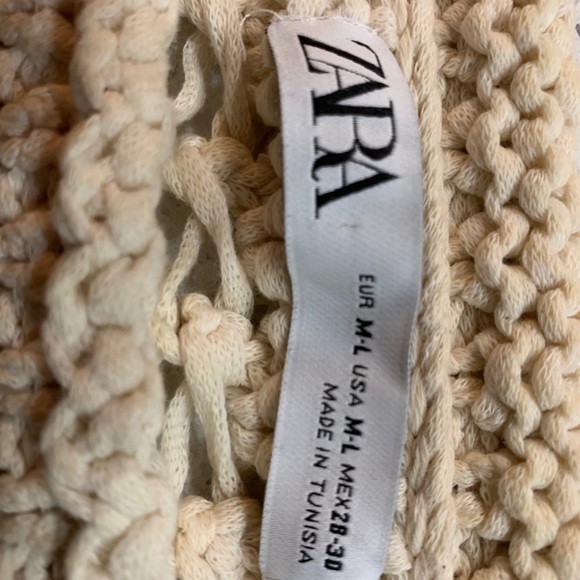 ZARA
EUR M-L USA M-L MEX28-30
MADE IN TUNISIA